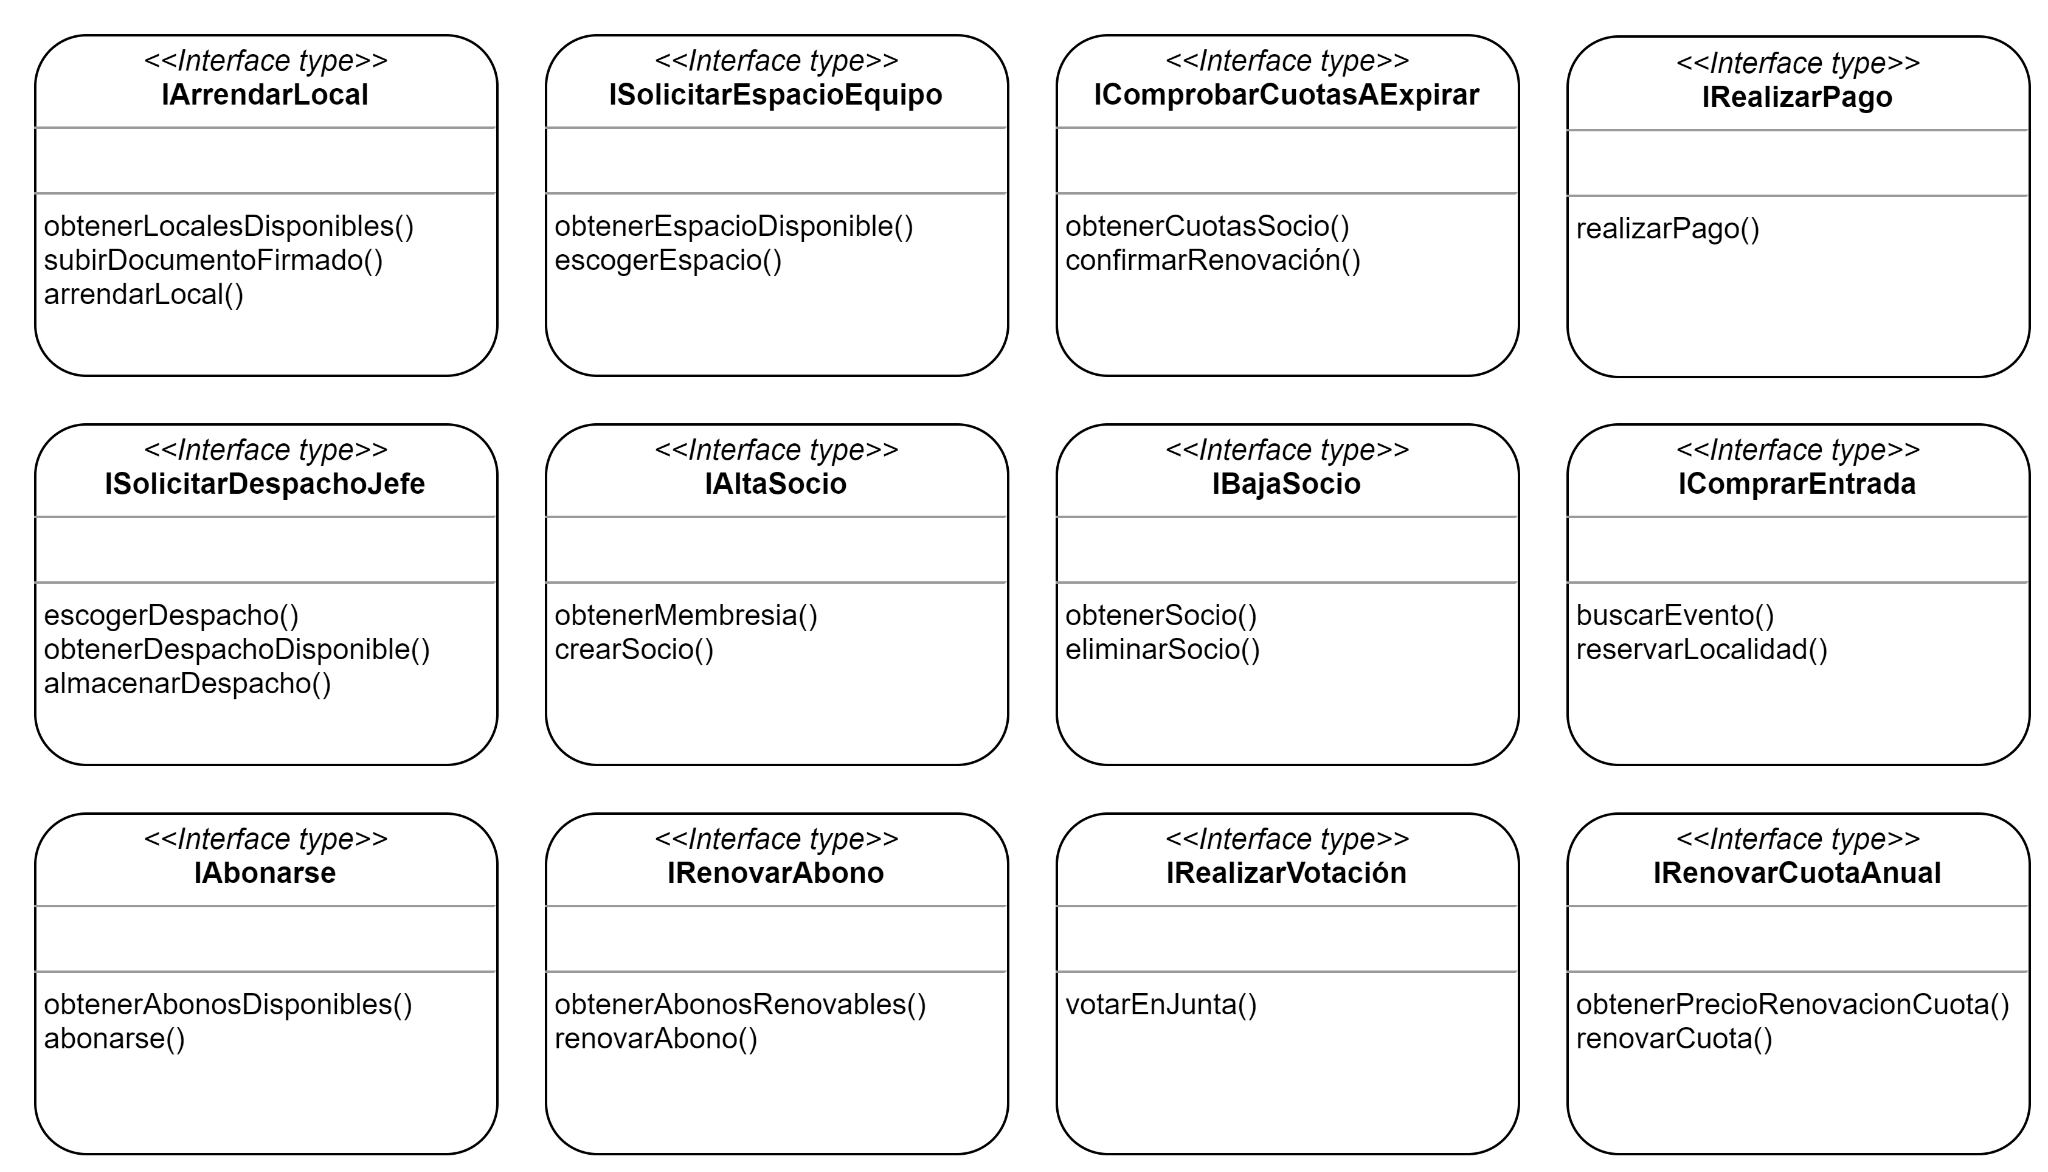 <<Interface type>>
IArrendarLocal
obtenerLocalesDisponibles()
subirDocumentoFirmado()
arrendarLocal()
<<Interface type>>
ISolicitarEspacioEquipo
obtenerEspacioDisponible()
escogerEspacio()
<<Interface type>>
IComprobarCuotasAExpirar
obtenerCuotasSocio()
confirmarRenovación()
<<Interface type>>
IRealizarPago
realizarPago()
<<Interface type>>
ISolicitarDespachoJefe
escogerDespacho()
obtenerDespachoDisponible()
almacenarDespacho()
<<Interface type>>
IAltaSocio
obtenerMembresia()
crearSocio()
<<Interface type>>
IBajaSocio
obtenerSocio()
eliminarSocio()
<<Interface type>>
IComprarEntrada
buscarEvento()
reservarLocalidad()
<<Interface type>>
IAbonarse
obtenerAbonosDisponibles()
abonarse()
<<Interface type>>
IRenovarAbono
obtenerAbonosRenovables()
renovarAbono()
<<Interface type>>
IRealizarVotación
votarEnJunta()
<<Interface type>>
IRenovarCuotaAnual
obtenerPrecioRenovacionCuota()
renovarCuota()